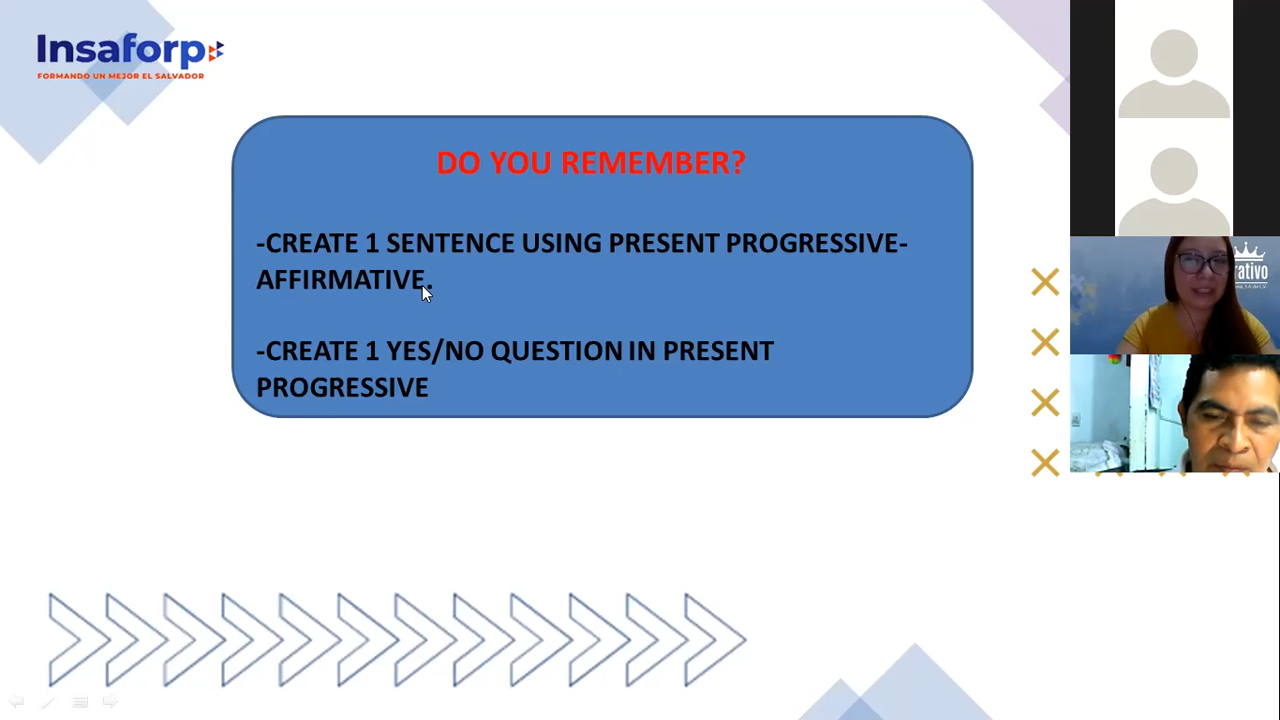 Insaforp
FORMANDO UN MEJOR EL SALVADOR
DO YOU REMEMBER?
-CREATE 1 SENTENCE USING PRESENT PROGRESSIVE-
AFFIRMATIVE.
-CREATE 1 YES/NO QUESTION IN PRESENT
PROGRESSIVE